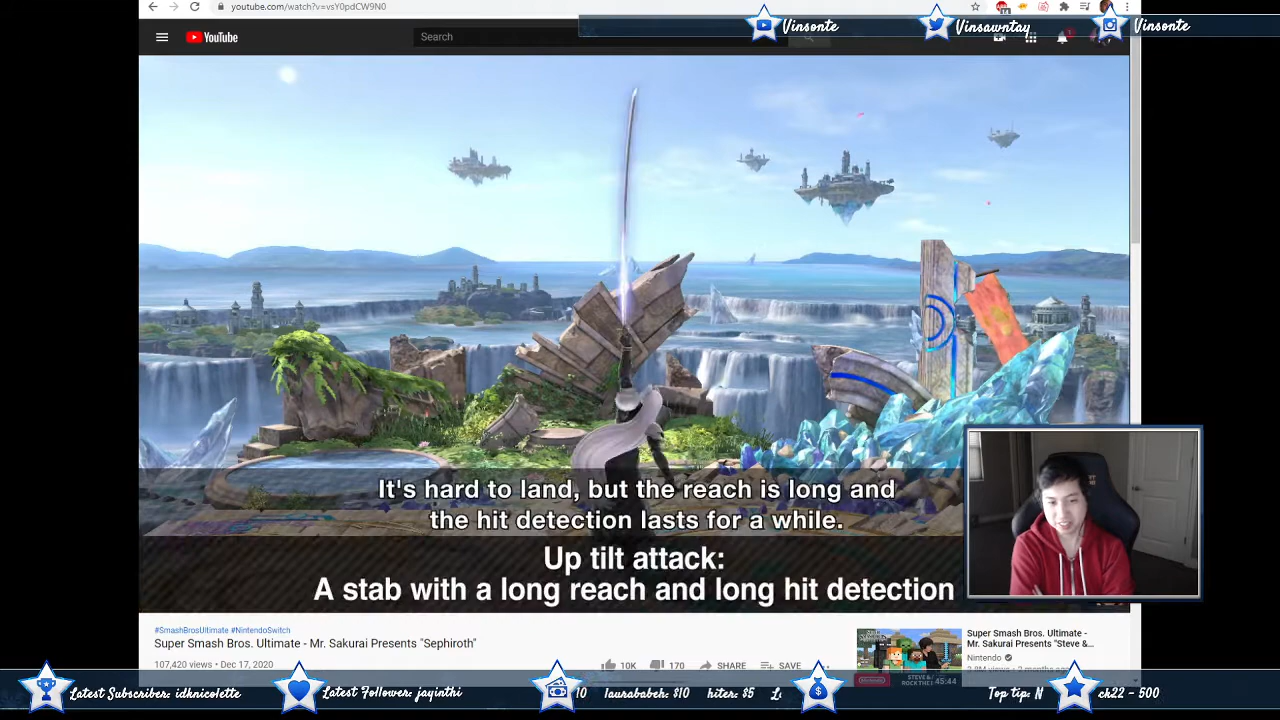 youtube.com/watch?v=vsY0pdCW9N0
YouTube
Search
Vinsonte
Vinsawntay
Vinsonte
It's hard to land, but the reach is long and
the hit detection lasts for a while.
Up tilt attack:
A stab with a long reach and long hit detection
#SmashBrosUltimate #NintendoSwitch
Super Smash Bros. Ultimate - Mr. Sakurai Presents "Sephiroth"
107,420 views • Dec 17, 2020
10K
170
SHARE
SAVE
Super Smash Bros. Ultimate -
Mr. Sakurai Presents "Steve &...
Nintendo
45:44
Latest Subscriber: idknicolette
Latest Follower: jayinthi
10 laurababek: $10 hiter: $5
Top tip: N
ch22 - 500